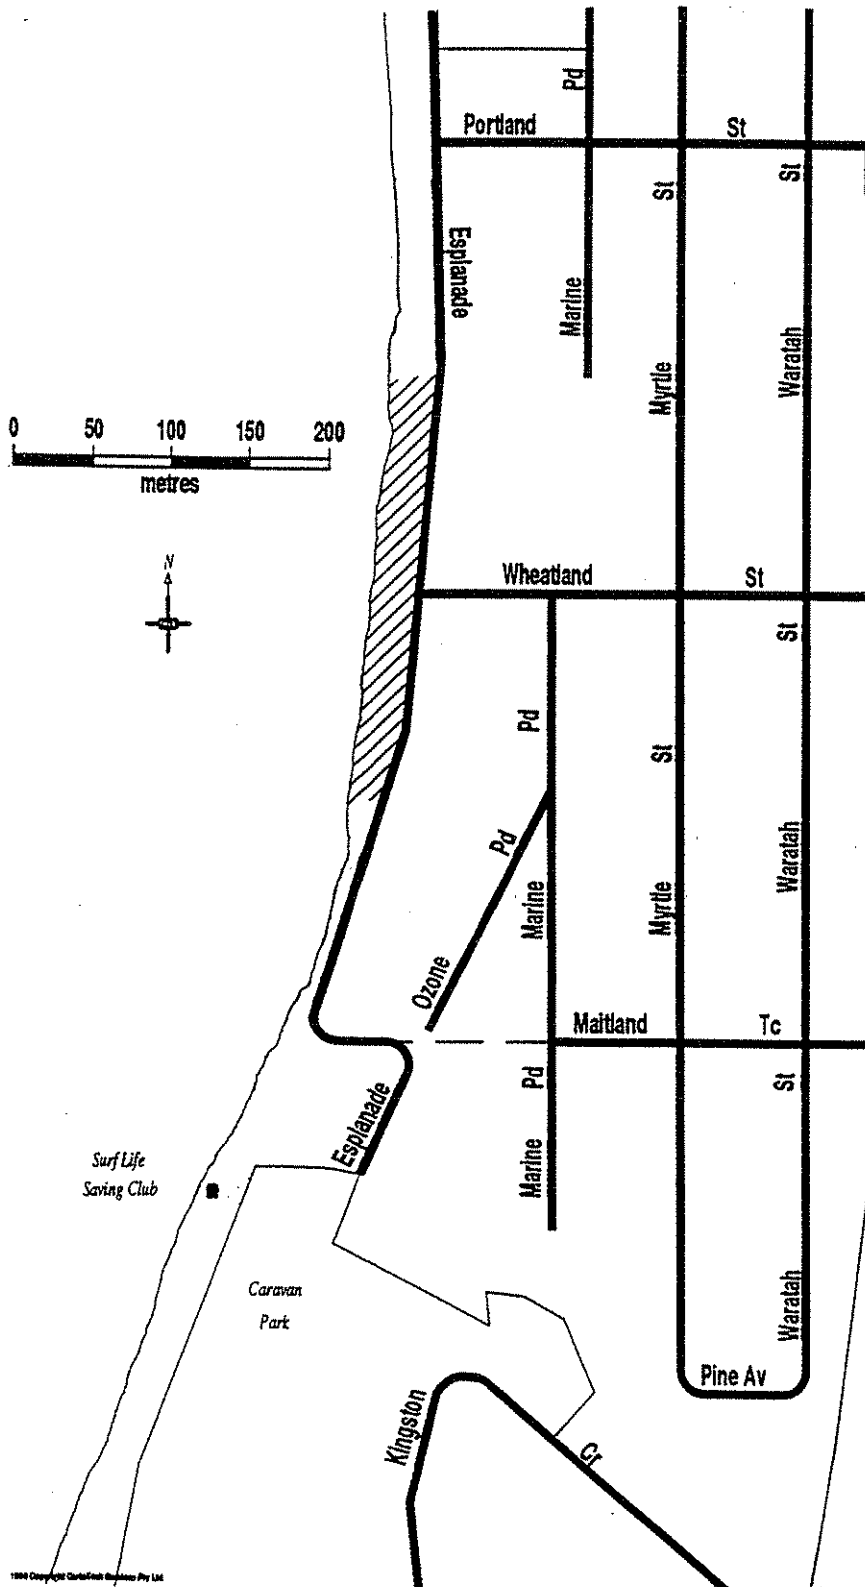 Pd
Portland St
St
St
Esplanade
Marine
Waratah
Myrtle
0 50 100 150 200
metres
N
Wheatland St
St
Pd
St
Pd
Waratah
Marine
Myrtle
Ozone
Maitland Tc
Pd
St
Esplanade
Marine
Surf Life
Saving Club
Caravan
Park
Waratah
Pine Av
Kingston
Cr